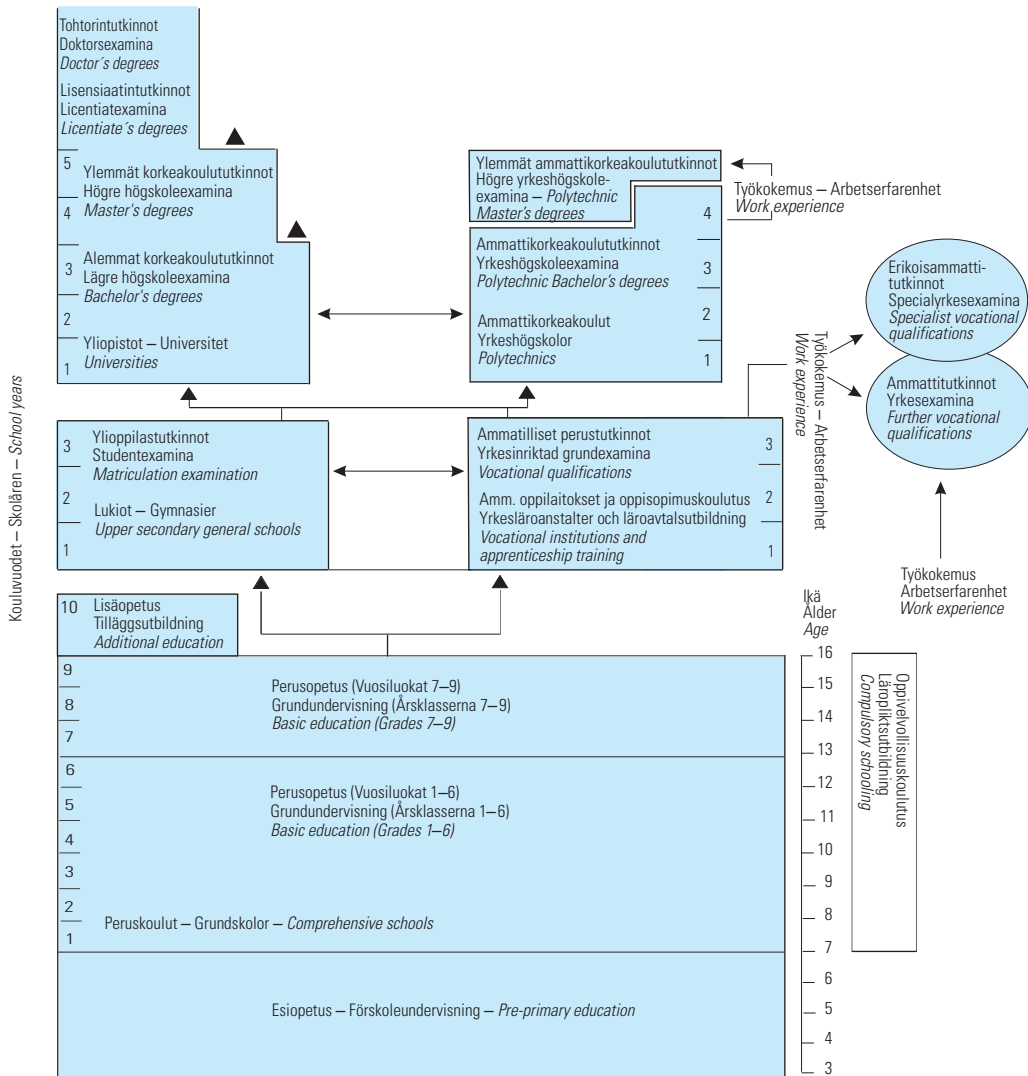 Tohtorintutkinnot
Doktorsexamina
Doctor's degrees
Lisensiaatintutkinnot
Licentiatexamina
Licentiate´s degrees
5
Ylemmät korkeakoulututkinnot
Högre högskoleexamina
4
Master's degrees
3
Alemmat korkeakoulututkinnot
Lägre högskoleexamina
Bachelor's degrees
2
Yliopistot – Universitet
1
Universities
Ylemmät ammattikorkeakoulututkinnot
Högre yrkeshögskole-
examina – Polytechnic
Master's degrees
4
Ammattikorkeakoulututkinnot
Yrkeshögskoleexamina
3
Polytechnic Bachelor's degrees
2
Ammattikorkeakoulut
Yrkeshögskolor
Polytechnics
1
Työkokemus – Arbetserfarenhet
Work experience
Erikoisammatti-
tutkinnot
Specialyrkesexamina
Specialist vocational
qualifications
Ammattitutkinnot
Yrkesexamina
Further vocational
qualifications
Työkokemus – Arbetserfarenhet
Work experience
Työkokemus
Arbetserfarenhet
Work experience
Kouluvuodet – Skolåren – School years
3
Ylioppilastutkinnot
Studentexamina
Matriculation examination
2
Lukiot – Gymnasier
Upper secondary general schools
1
Ammatilliset perustutkinnot
3
Yrkesinriktad grundexamina
Vocational qualifications
Amm. oppilaitokset ja oppisopimuskoulutus
2
Yrkesläroanstalter och läroavtalsutbildning
Vocational institutions and
1
apprenticeship training
10
Lisäopetus
Tilläggsutbildning
Additional education
9
8
7
Perusopetus (Vuosiluokat 7–9)
Grundundervisning (Årsklasserna 7–9)
Basic education (Grades 7–9)
6
5
4
3
2
1
Perusopetus (Vuosiluokat 1–6)
Grundundervisning (Årsklasserna 1–6)
Basic education (Grades 1–6)
Peruskoulut – Grundskolor – Comprehensive schools
Esiopetus – Förskoleundervisning – Pre-primary education
Ikä
Ålder
Age
16
15
14
13
12
11
10
9
8
7
6
5
4
3
Oppivelvollisuuskoulutus
Läropliktsutbildning
Compulsory schooling